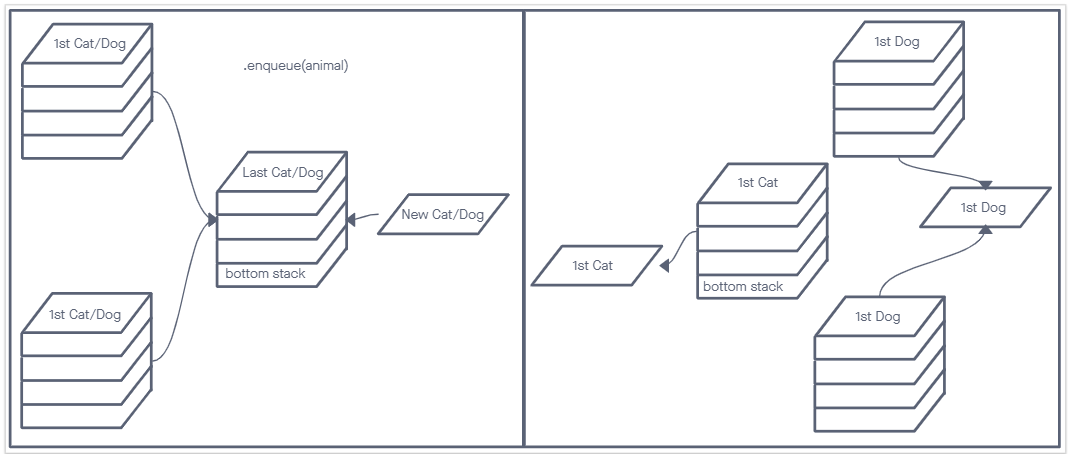 1st Cat/Dog
.enqueue(animal)
Last Cat/Dog
New Cat/Dog
bottom stack
1st Cat/Dog
1st Dog
1st Cat
1st Dog
1st Cat
bottom stack
1st Dog